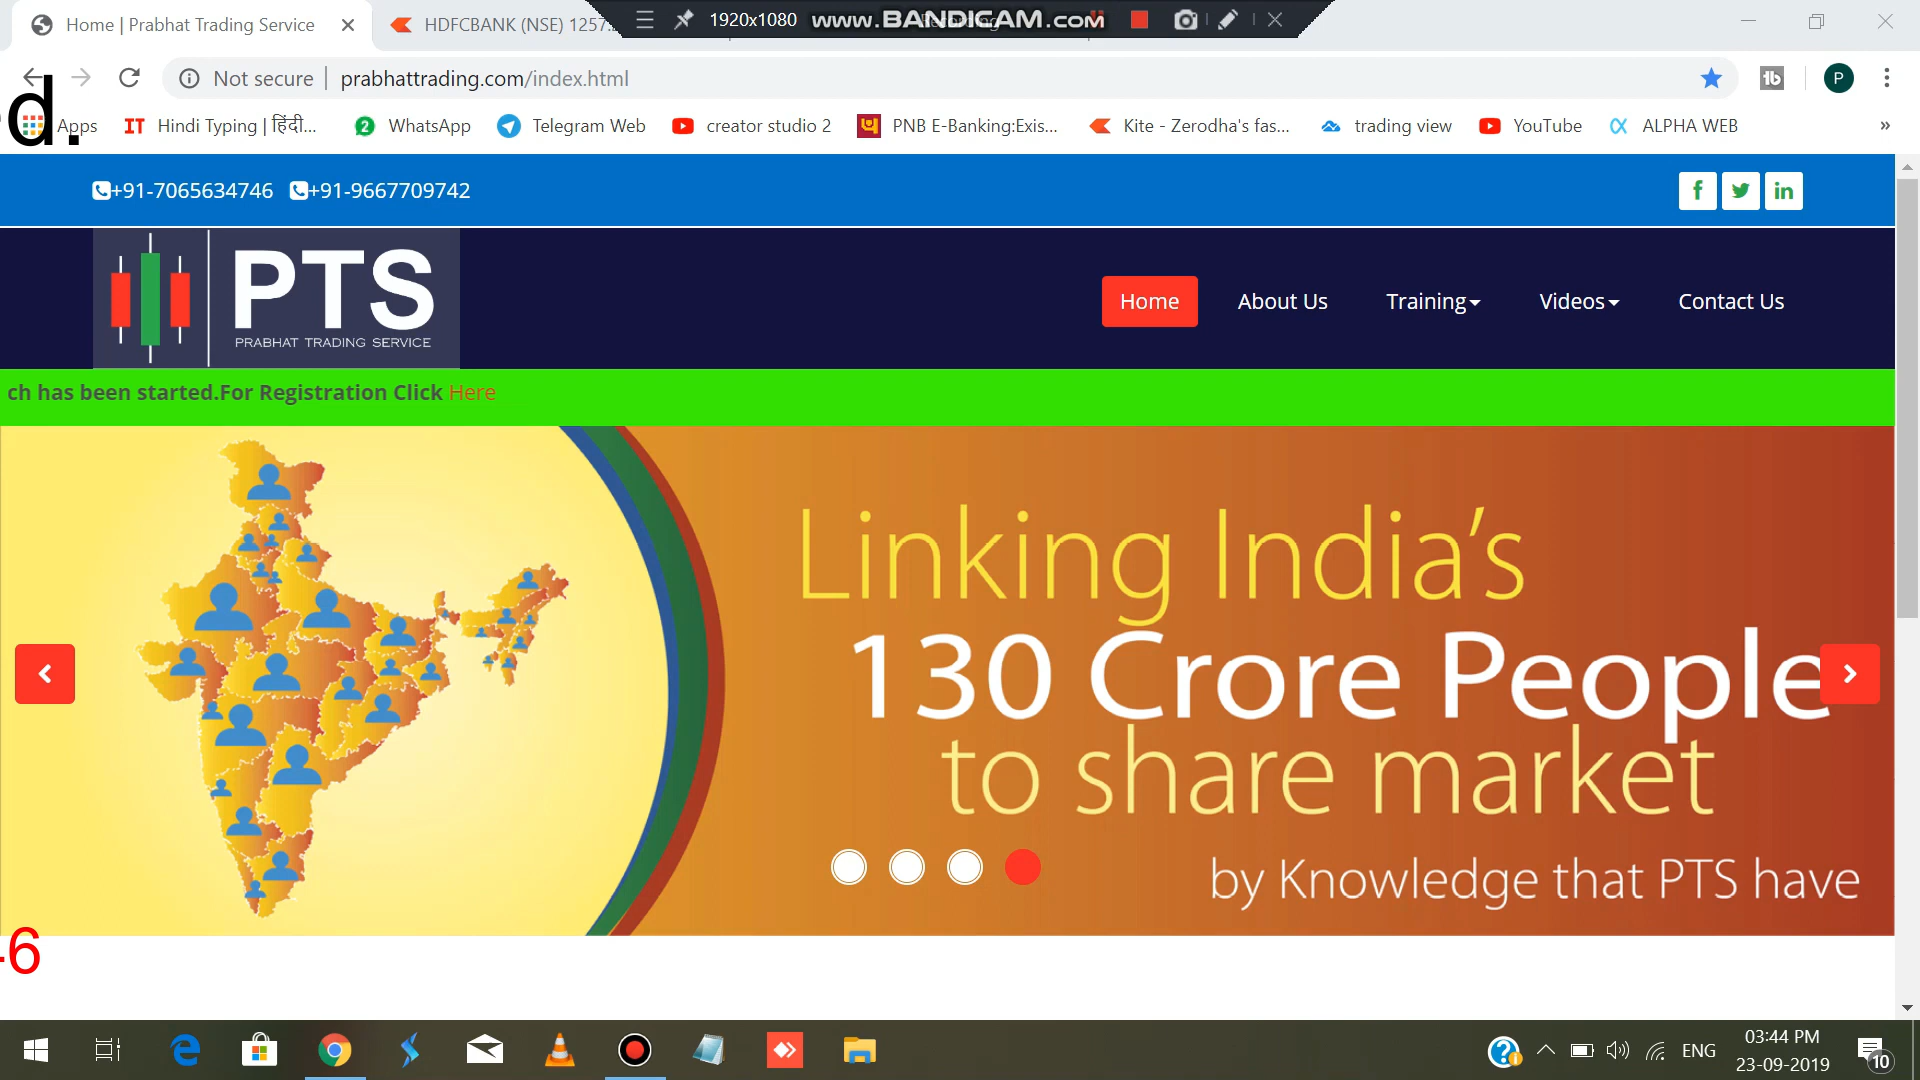 Home | Prabhat Trading Service
HDFCBANK (NSE) 1257.
1920x1080
www.BANDICAM.com
Not secure
prabhattrading.com/index.html
P
d.
Apps
Hindi Typing | हिंदी...
WhatsApp
Telegram Web
creator studio 2
PNB E-Banking:Exis...
Kite - Zerodha's fas...
trading view
YouTube
ALPHA WEB
»
+91-7065634746 +91-9667709742
PTS
PRABHAT TRADING SERVICE
Home
About Us
Training
Videos
Contact Us
ch has been started.For Registration Click Here
Linking India's
130 Crore People
to share market
by Knowledge that PTS have
-6
ENG
03:44 PM
23-09-2019
10